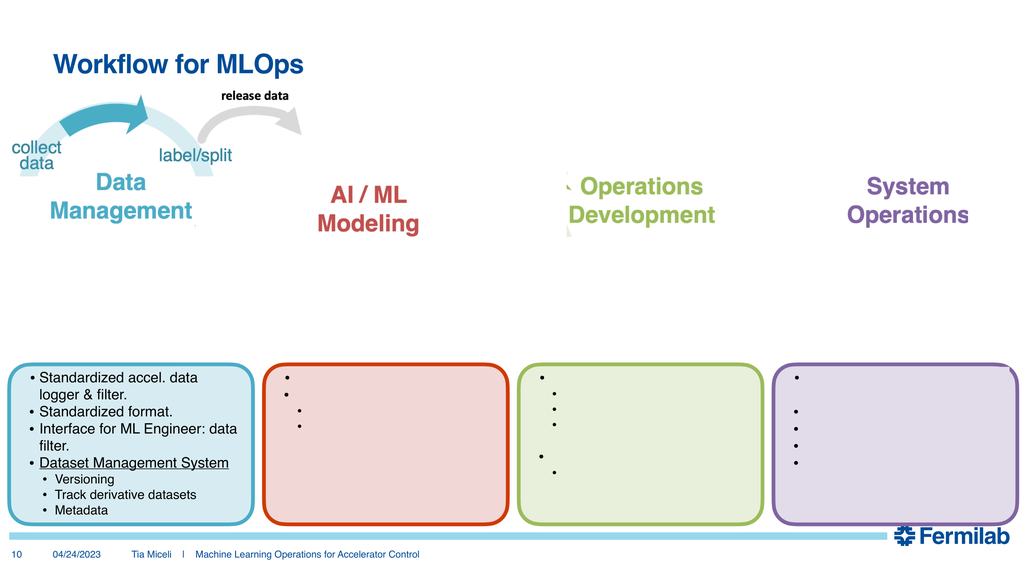 Workflow for MLOps
release data
collect
data
label/split
Data
Management
AI / ML
Modeling
Operations
Development
System
Operations
• Standardized accel. data
logger & filter.
• Standardized format.
• Interface for ML Engineer: data
filter.
• Dataset Management System
• Versioning
• Track derivative datasets
• Metadata
10 04/24/2023 Tia Miceli | Machine Learning Operations for Accelerator Control
Fermilab